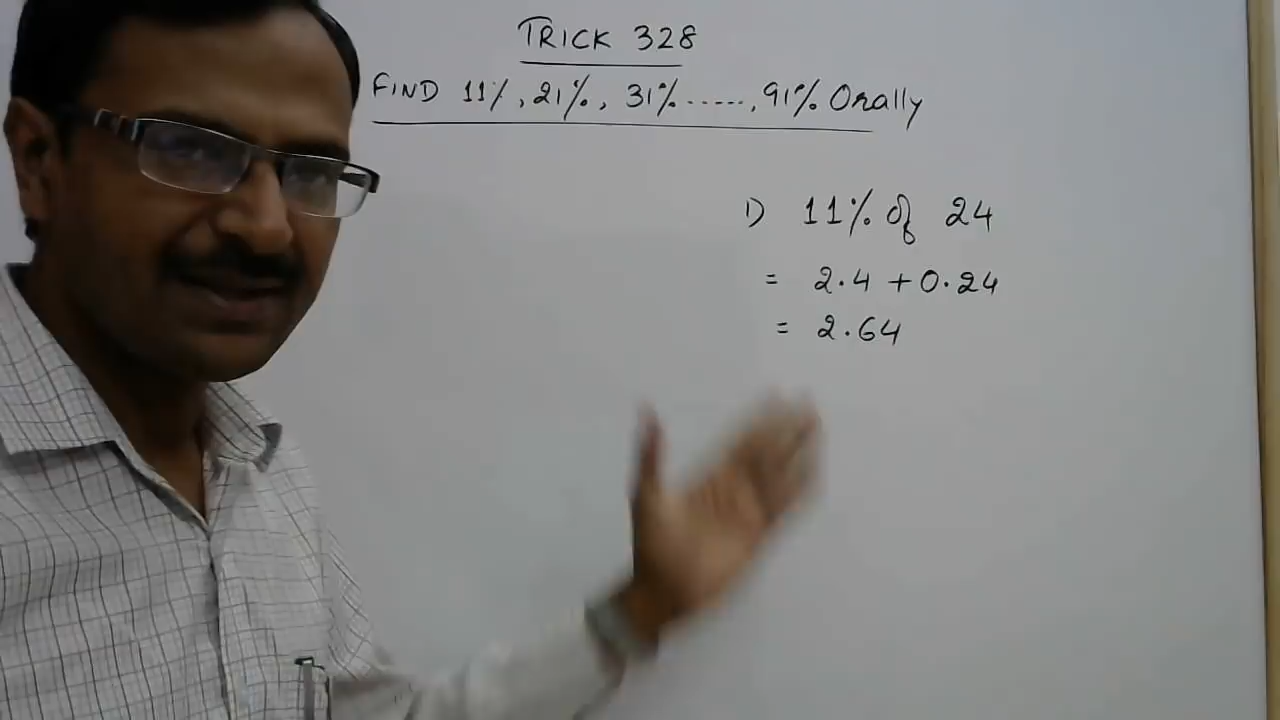 TRICK 328
FIND 11%, 21%, 31%......, 91% Orally
1) 11% of 24
= 2.4 + 0.24
= 2.64